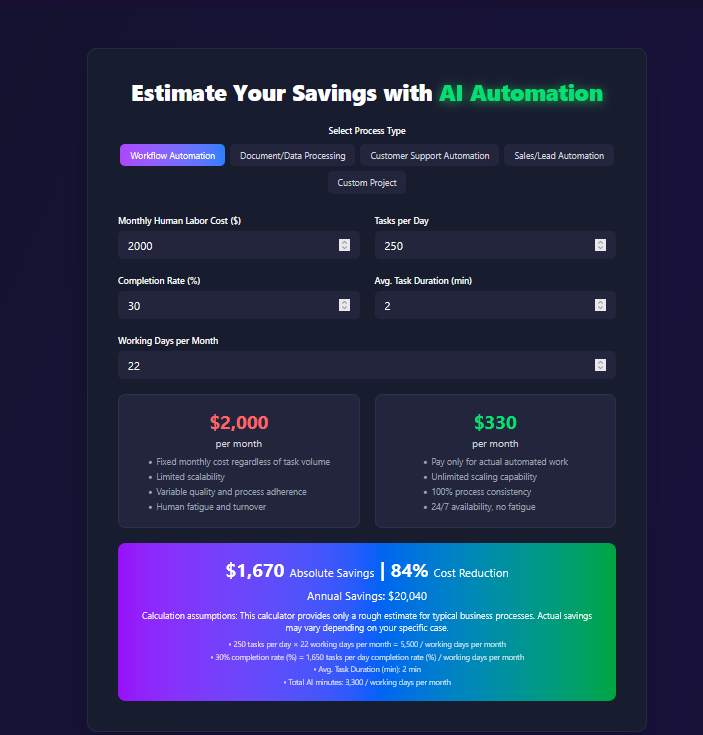 Estimate Your Savings with AI Automation
Select Process Type
Workflow Automation
Document/Data Processing
Customer Support Automation
Sales/Lead Automation
Custom Project
Monthly Human Labor Cost ($)
Tasks per Day
2000
250
Completion Rate (%)
Avg. Task Duration (min)
30
2
Working Days per Month
22
$2,000
per month
• Fixed monthly cost regardless of task volume
• Limited scalability
• Variable quality and process adherence
• Human fatigue and turnover
$330
per month
• Pay only for actual automated work
• Unlimited scaling capability
• 100% process consistency
• 24/7 availability, no fatigue
$1,670 Absolute Savings | 84% Cost Reduction
Annual Savings: $20,040
Calculation assumptions: This calculator provides only a rough estimate for typical business processes. Actual savings
may vary depending on your specific case.
• 250 tasks per day × 22 working days per month = 5,500 / working days per month
• 30% completion rate (%) = 1,650 tasks per day completion rate (%) / working days per month
• Avg. Task Duration (min): 2 min
• Total AI minutes: 3,300 / working days per month